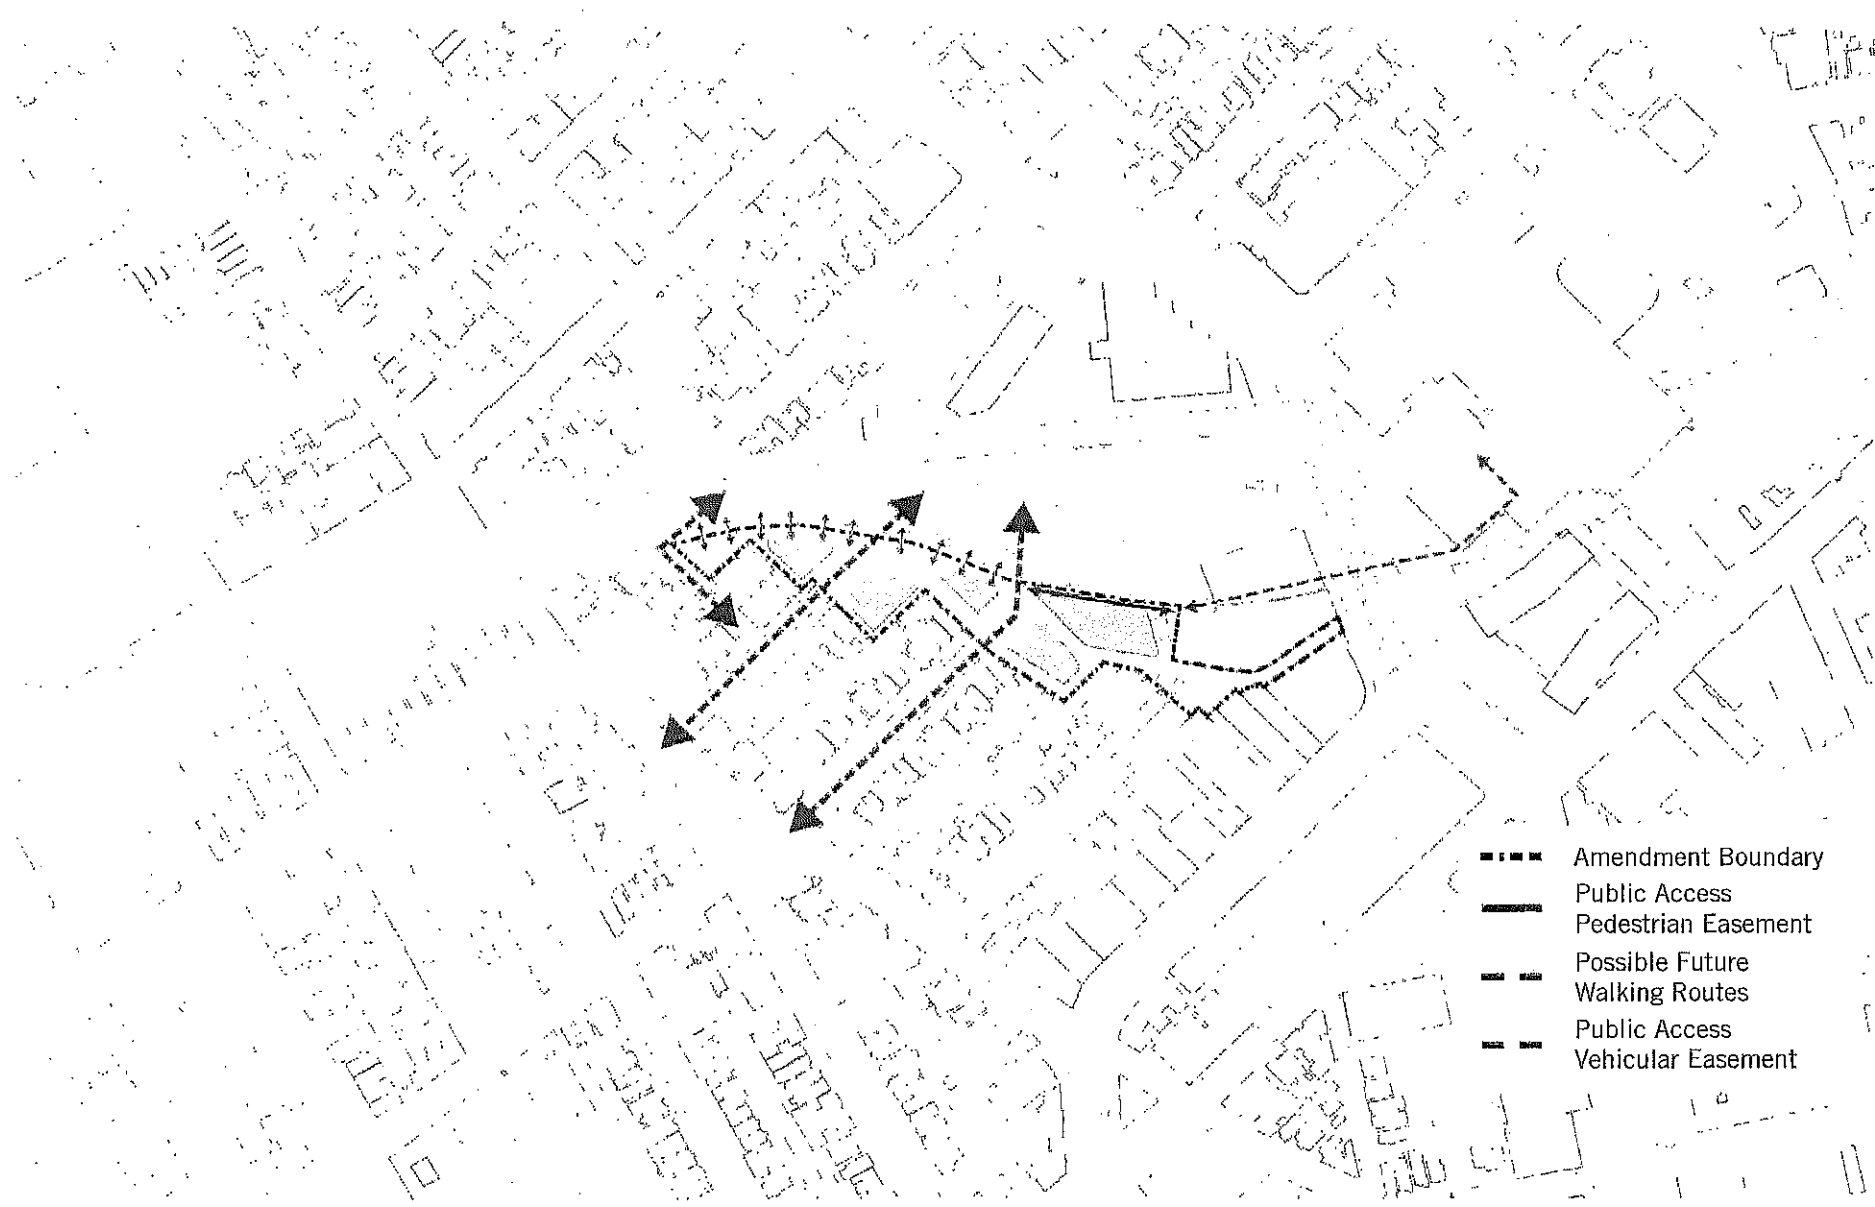 Amendment Boundary
Public Access
Pedestrian Easement
Possible Future
Walking Routes
Public Access
Vehicular Easement